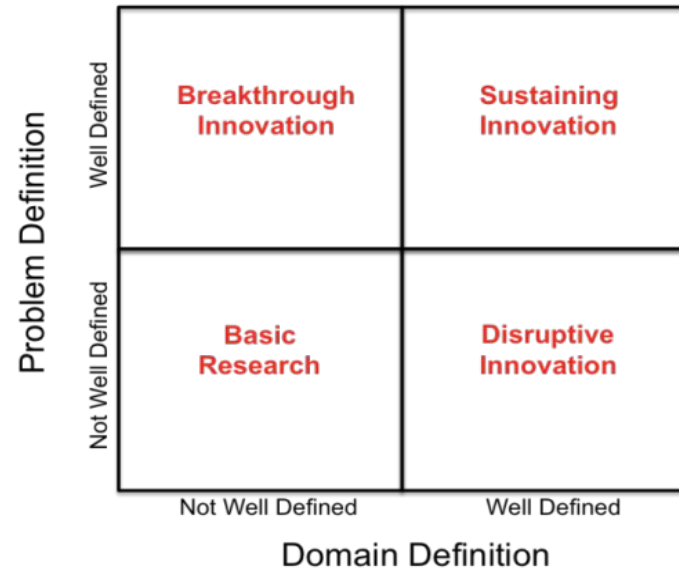 Problem Definition
Well Defined
Not Well Defined
Breakthrough
Innovation
Sustaining
Innovation
Basic
Research
Disruptive
Innovation
Not Well Defined
Well Defined
Domain Definition